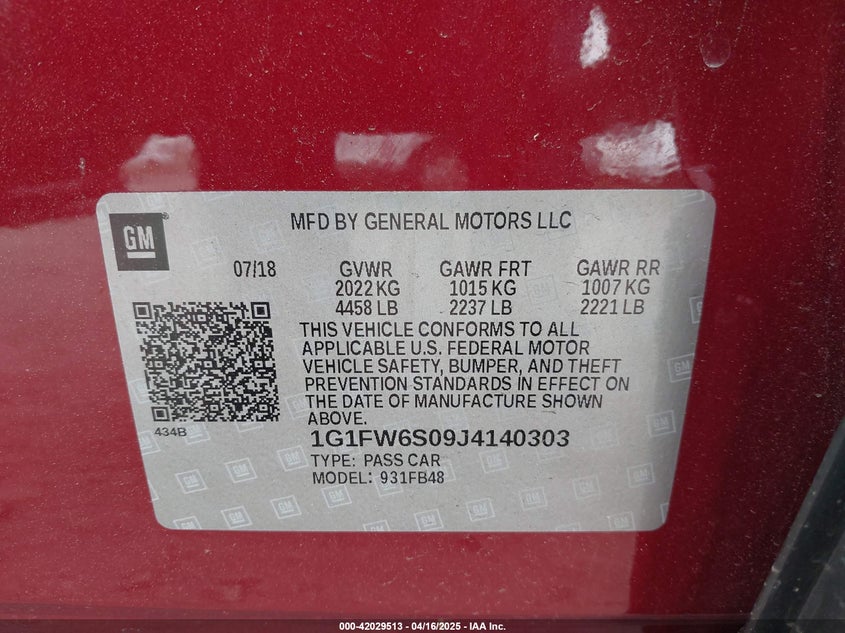 GM
MFD BY GENERAL MOTORS LLC
07/18 GVWR GAWR FRT GAWR RR
2022 KG 1015 KG 1007 KG
4458 LB 2237 LB 2221 LB
THIS VEHICLE CONFORMS TO ALL
APPLICABLE U.S. FEDERAL MOTOR
VEHICLE SAFETY, BUMPER, AND THEFT
PREVENTION STANDARDS IN EFFECT ON
THE DATE OF MANUFACTURE SHOWN
ABOVE.
434B
1G1FW6S09J4140303
TYPE: PASS CAR
MODEL: 931FB48
000-42029513 - 04/16/2025 - IAA Inc.